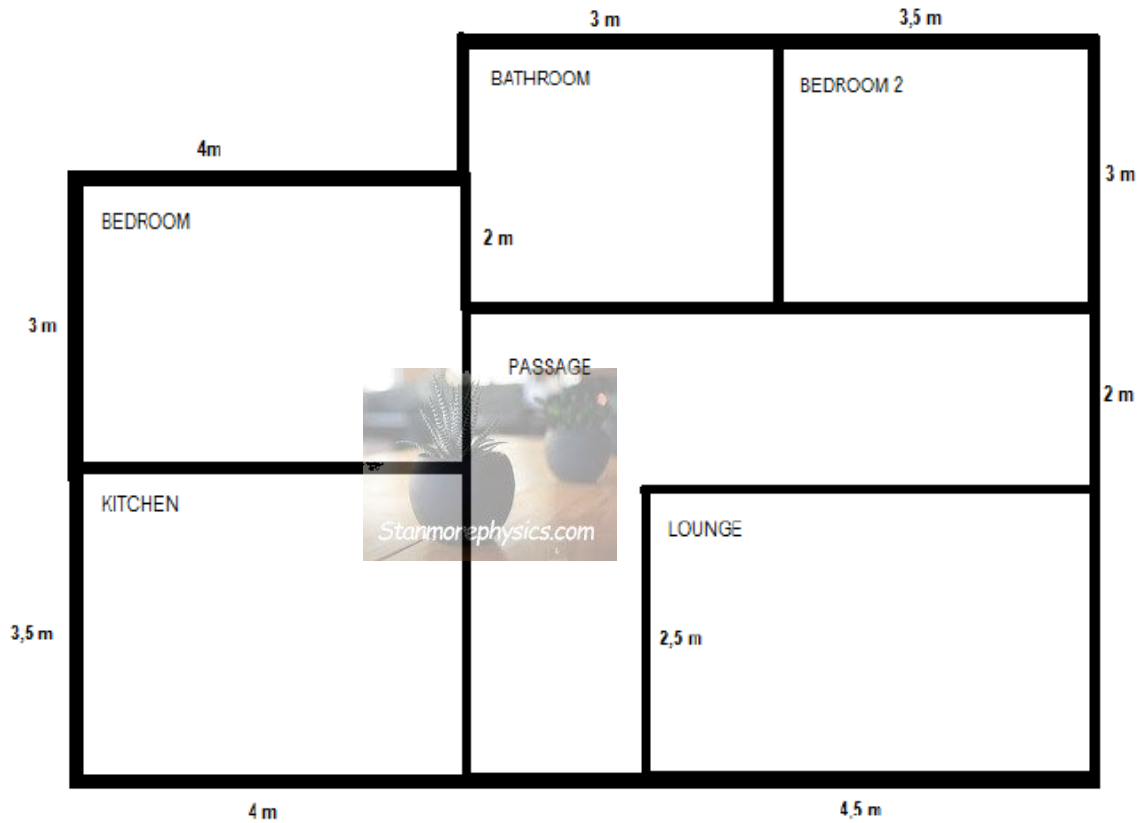 3 m
3,5 m
BATHROOM
BEDROOM 2
4m
3 m
BEDROOM
2 m
3 m
PASSAGE
2 m
KITCHEN
LOUNGE
Stanmorephysics.com
3,5 m
2,5 m
4 m
4,5 m